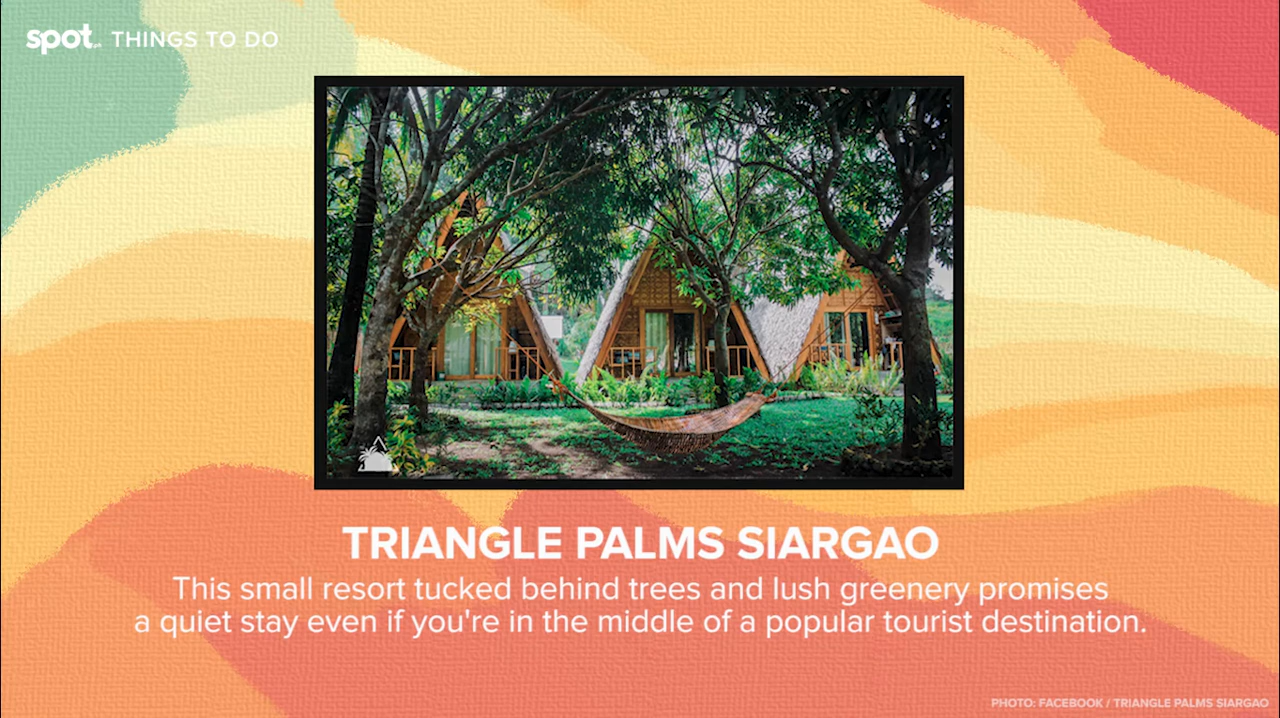 spot.ph THINGS TO DO
TRIANGLE PALMS SIARGAO
This small resort tucked behind trees and lush greenery promises
a quiet stay even if you're in the middle of a popular tourist destination.
PHOTO: FACEBOOK / TRIANGLE PALMS SIARGAO